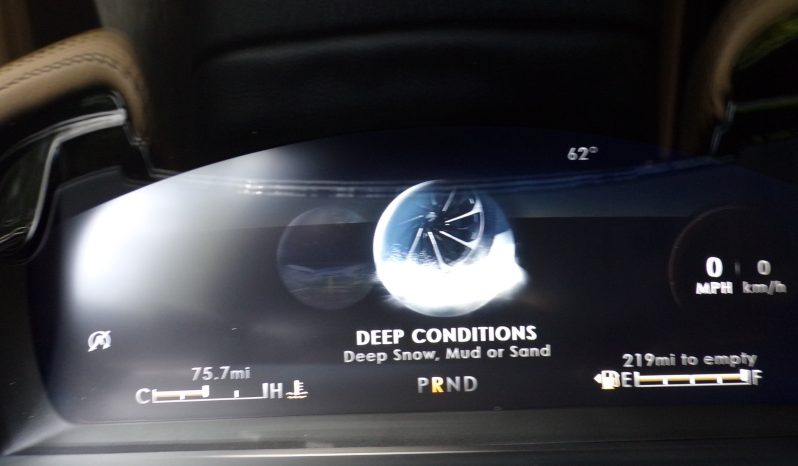 62°
0 0
MPH km/h
DEEP CONDITIONS
Deep Snow, Mud or Sand
75.7mi
219mi to empty
C H
PRND
E F